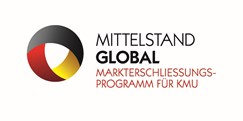 MITTELSTAND
GLOBAL
MARKTERSCHLIESSUNGS-
PROGRAMM FÜR KMU